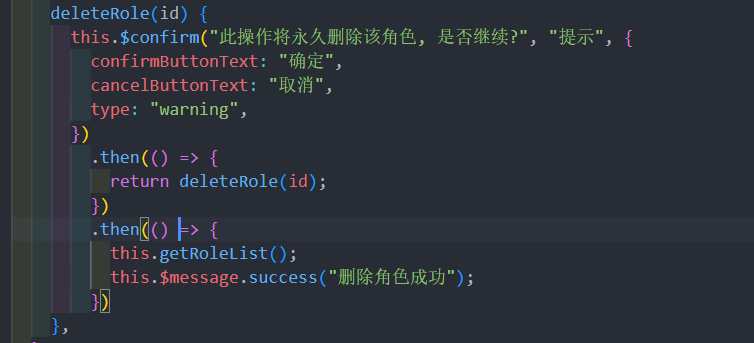 deleteRole(id) {
this.$confirm("此操作将永久删除该角色, 是否继续?", "提示", {
confirmButtonText: "确定",
cancelButtonText: "取消",
type: "warning",
})
.then(() => {
return deleteRole(id);
})
.then(() => {
this.getRoleList();
this.$message.success("删除角色成功");
})
},